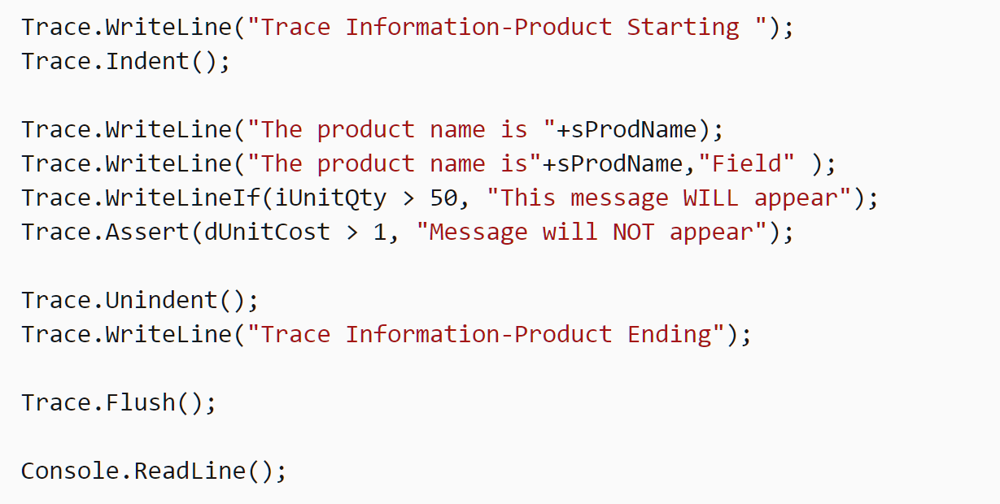 Trace.WriteLine("Trace Information-Product Starting ");
Trace.Indent();
Trace.WriteLine("The product name is "+sProdName);
Trace.WriteLine("The product name is"+sProdName,"Field" );
Trace.WriteLineIf(iUnitQty > 50, "This message WILL appear");
Trace.Assert(dUnitCost > 1, "Message will NOT appear");
Trace.Unindent();
Trace.WriteLine("Trace Information-Product Ending");
Trace.Flush();
Console.ReadLine();